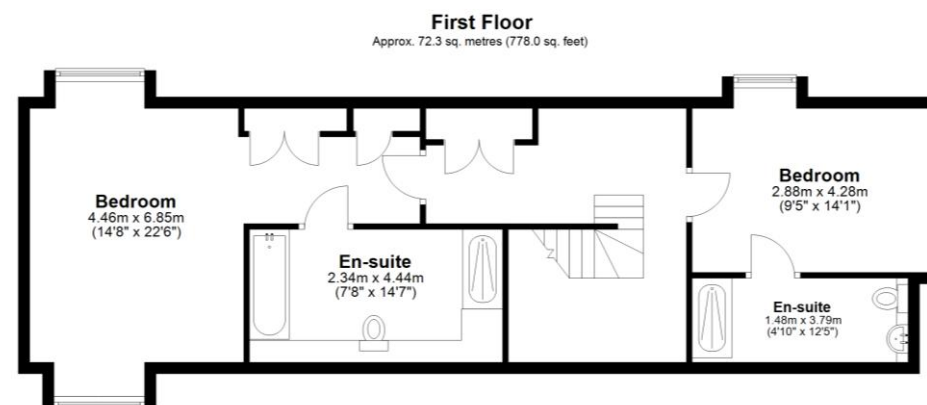 First Floor
Approx. 72.3 sq. metres (778.0 sq. feet)
Bedroom
4.46m x 6.85m
(14'8" x 22'6")
En-suite
2.34m x 4.44m
(7'8" x 14'7")
Bedroom
2.88m x 4.28m
(9'5" x 14'1")
En-suite
1.48m x 3.79m
(4'10" x 12'5")